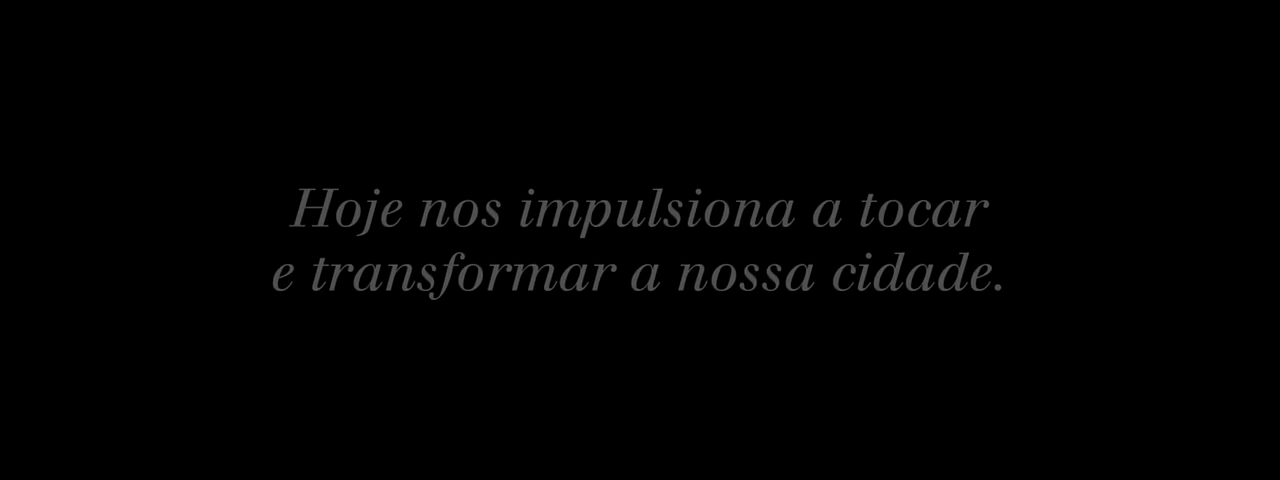 Hoje nos impulsiona a tocar
e transformar a nossa cidade.